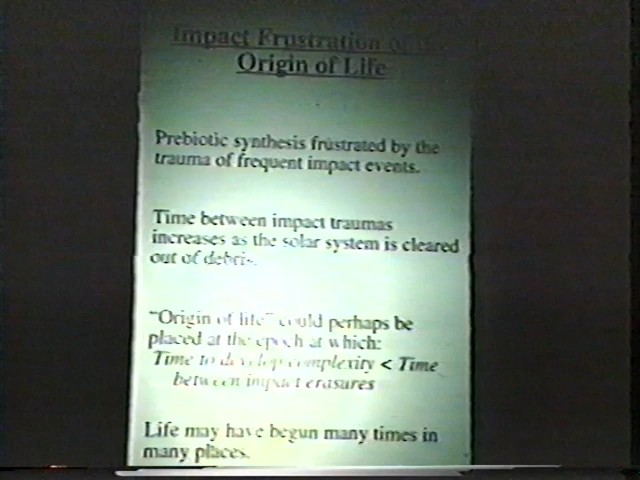 Impact Frustration of the
Origin of Life
Prebiotic synthesis frustrated by the
trauma of frequent impact events.
Time between impact traumas
increases as the solar system is cleared
out of debris.
"Origin of life" could perhaps be
placed at the epoch at which:
Time to develop complexity < Time
between impact erasures
Life may have begun many times in
many places.